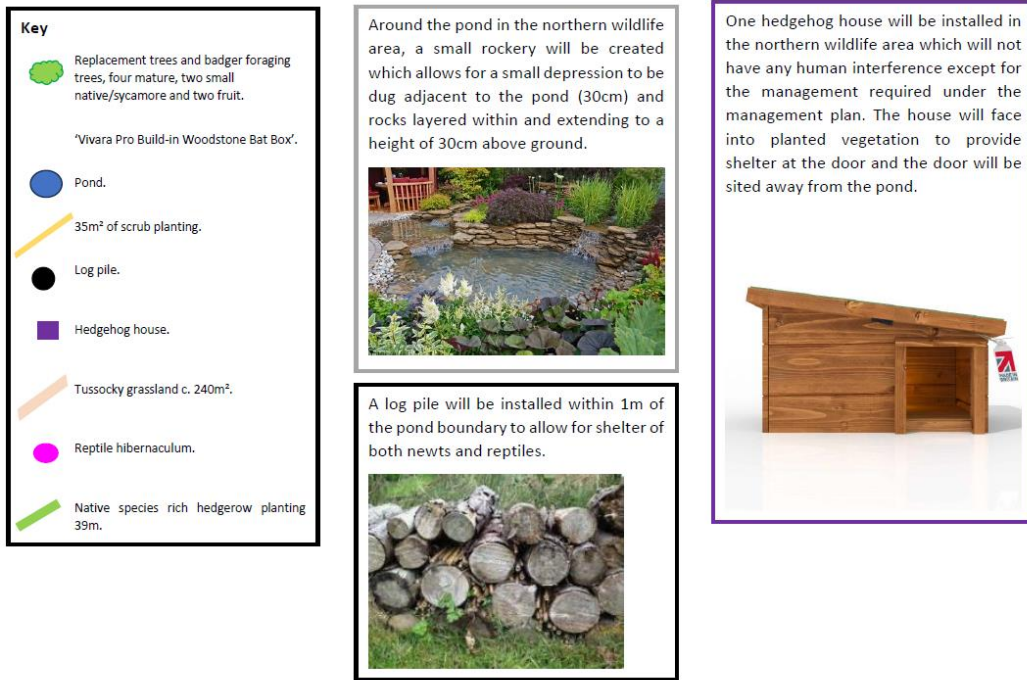 Key
Replacement trees and badger foraging
trees, four mature, two small
native/sycamore and two fruit.
‘Vivara Pro Build-in Woodstone Bat Box’.
Pond.
35m² of scrub planting.
Log pile.
Hedgehog house.
Tussocky grassland c. 240m².
Reptile hibernaculum.
Native species rich hedgerow planting
39m.
Around the pond in the northern wildlife
area, a small rockery will be created
which allows for a small depression to be
dug adjacent to the pond (30cm) and
rocks layered within and extending to a
height of 30cm above ground.
A log pile will be installed within 1m of
the pond boundary to allow for shelter of
both newts and reptiles.
One hedgehog house will be installed in
the northern wildlife area which will not
have any human interference except for
the management required under the
management plan. The house will face
into planted vegetation to provide
shelter at the door and the door will be
sited away from the pond.
MADE IN
BRITAIN